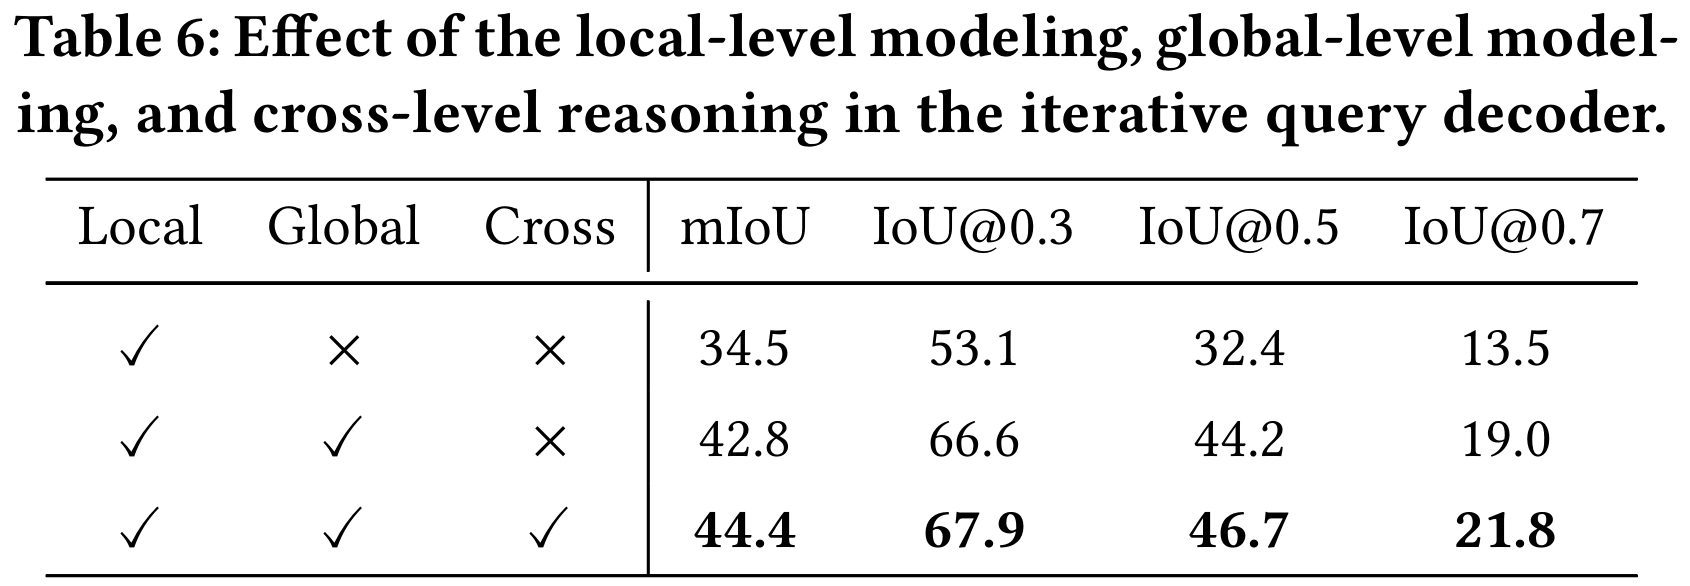 Table 6: Effect of the local-level modeling, global-level model-
ing, and cross-level reasoning in the iterative query decoder.
Local Global Cross mIoU IoU@0.3 IoU@0.5 IoU@0.7
✓ × × 34.5 53.1 32.4 13.5
✓ ✓ × 42.8 66.6 44.2 19.0
✓ ✓ ✓ 44.4 67.9 46.7 21.8